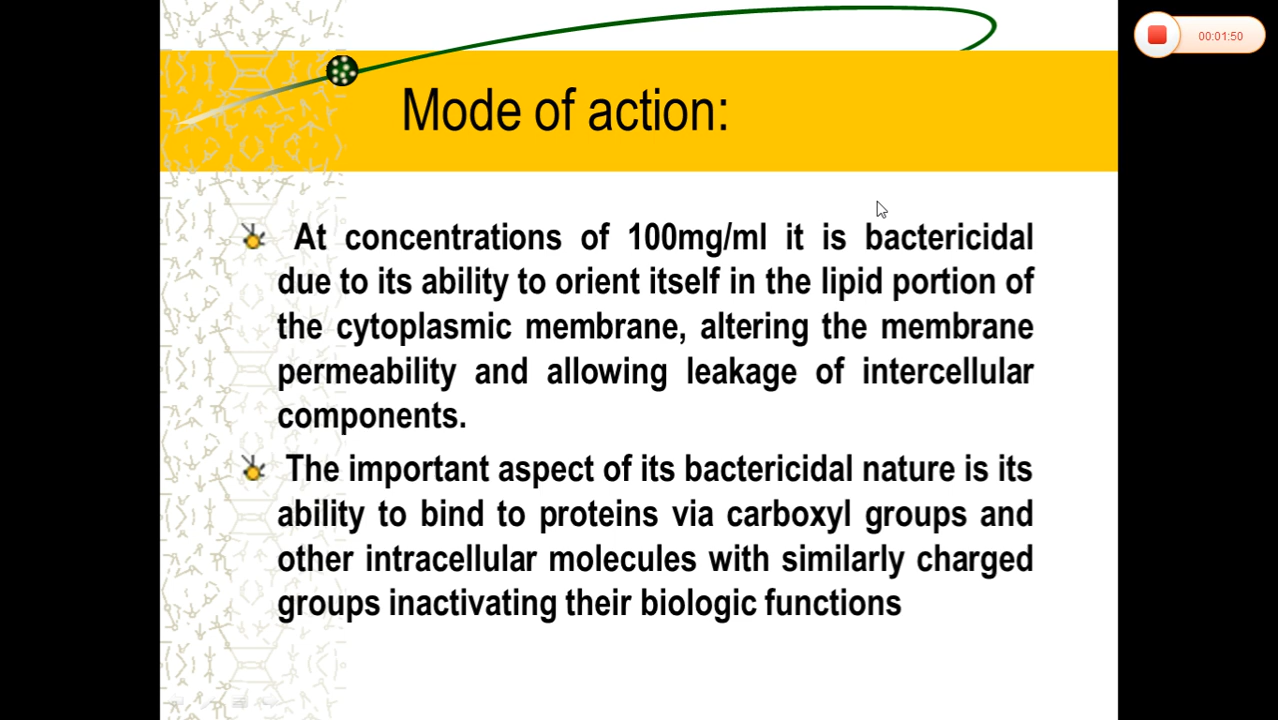 00:01:50
Mode of action:
At concentrations of 100mg/ml it is bactericidal
due to its ability to orient itself in the lipid portion of
the cytoplasmic membrane, altering the membrane
permeability and allowing leakage of intercellular
components.
The important aspect of its bactericidal nature is its
ability to bind to proteins via carboxyl groups and
other intracellular molecules with similarly charged
groups inactivating their biologic functions